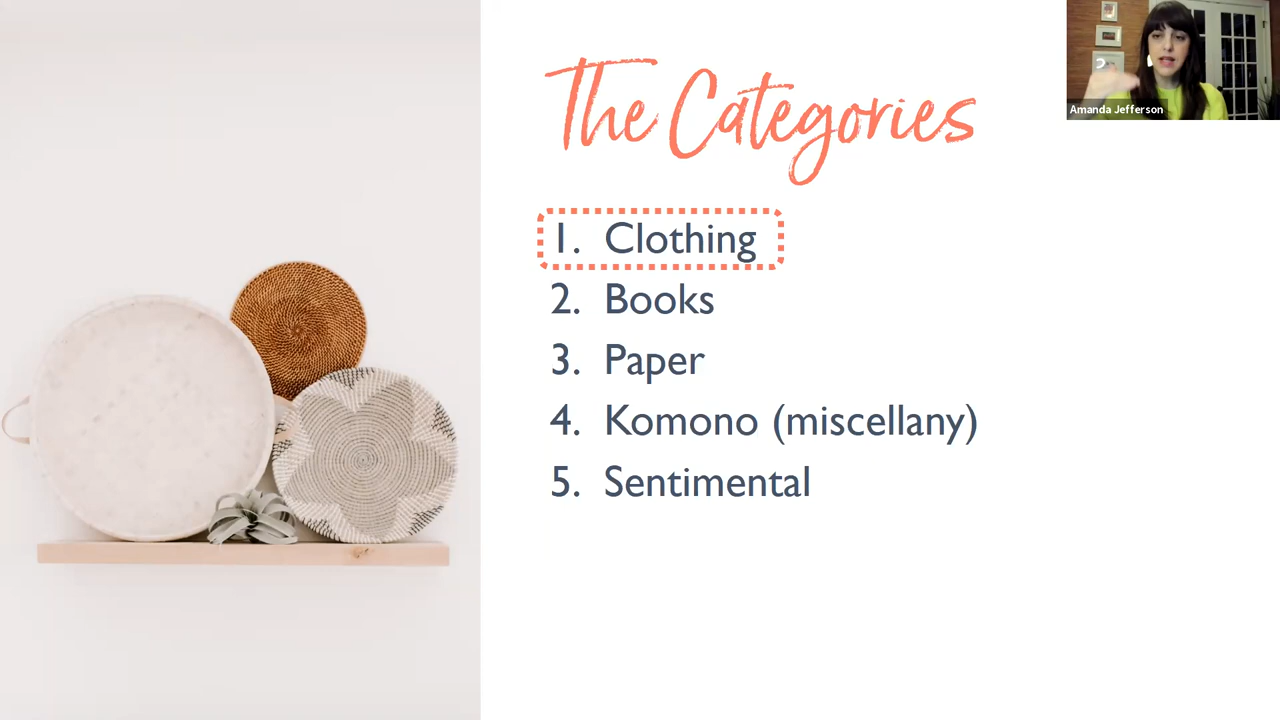 The Categories
Amanda Jefferson
1. Clothing
2. Books
3. Paper
4. Komono (miscellany)
5. Sentimental